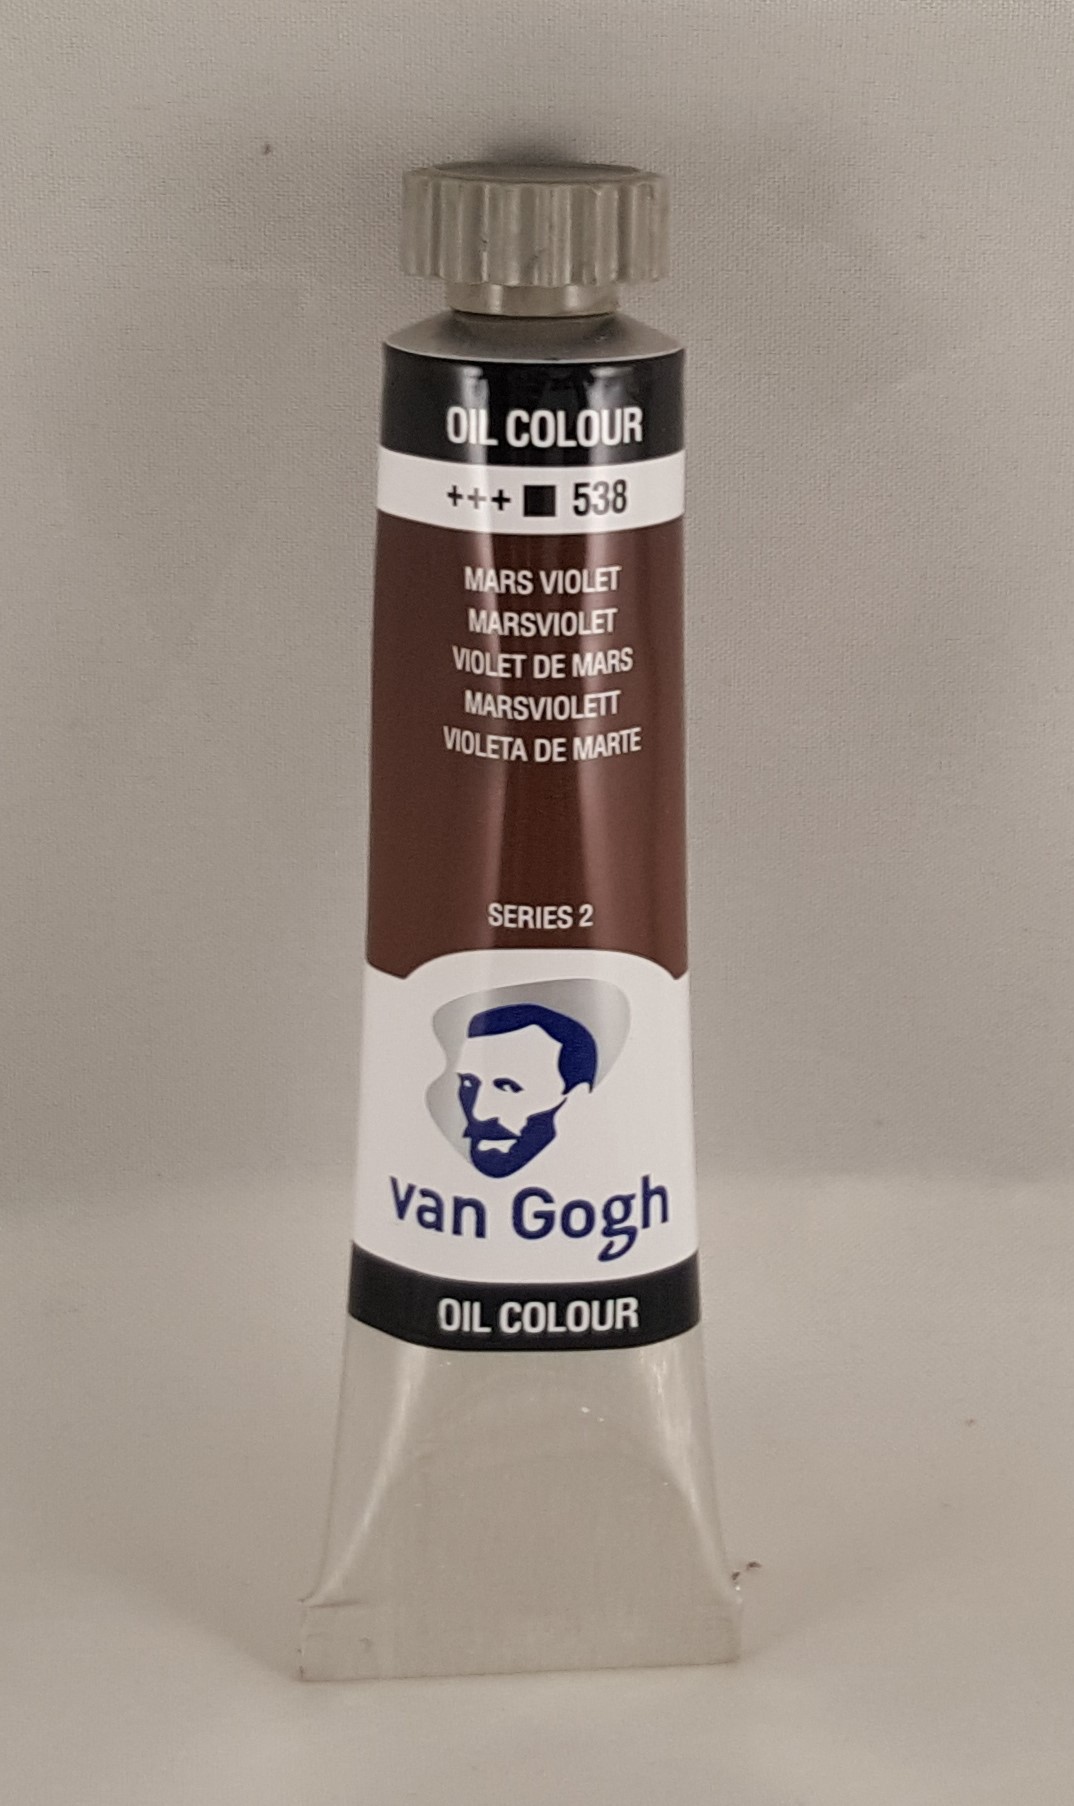 OIL COLOUR
+++ ■ 538
MARS VIOLET
MARSVIOLET
VIOLET DE MARS
MARSVIOLETT
VIOLETA DE MARTE
SERIES 2
van Gogh
OIL COLOUR